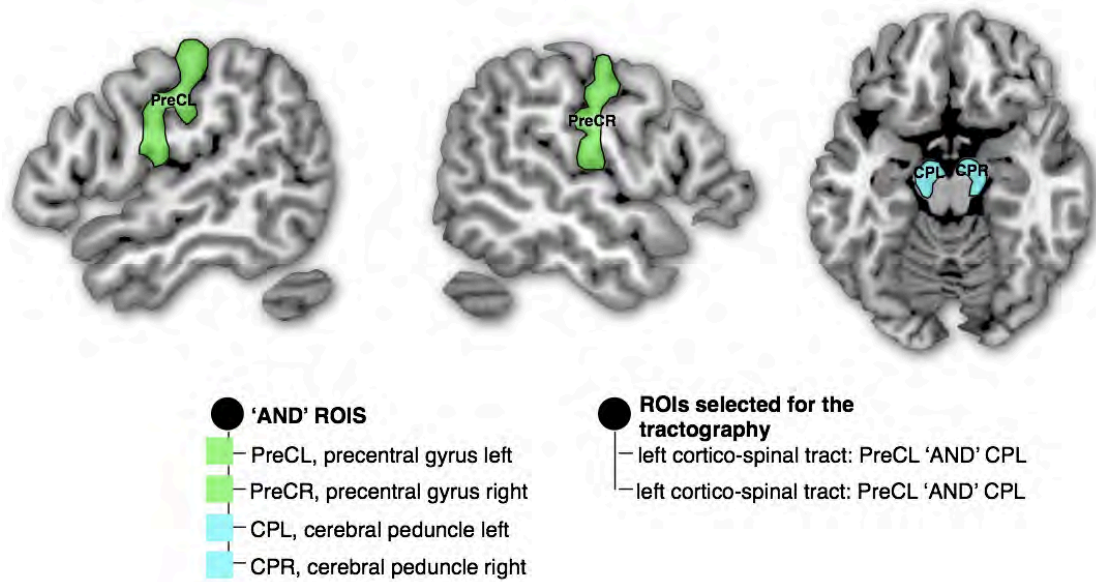 PreCL
PreCR
CPL CPR
‘AND’ ROIS
PreCL, precentral gyrus left
PreCR, precentral gyrus right
CPL, cerebral peduncle left
CPR, cerebral peduncle right
ROIs selected for the
tractography
left cortico-spinal tract: PreCL ‘AND’ CPL
left cortico-spinal tract: PreCL ‘AND’ CPL